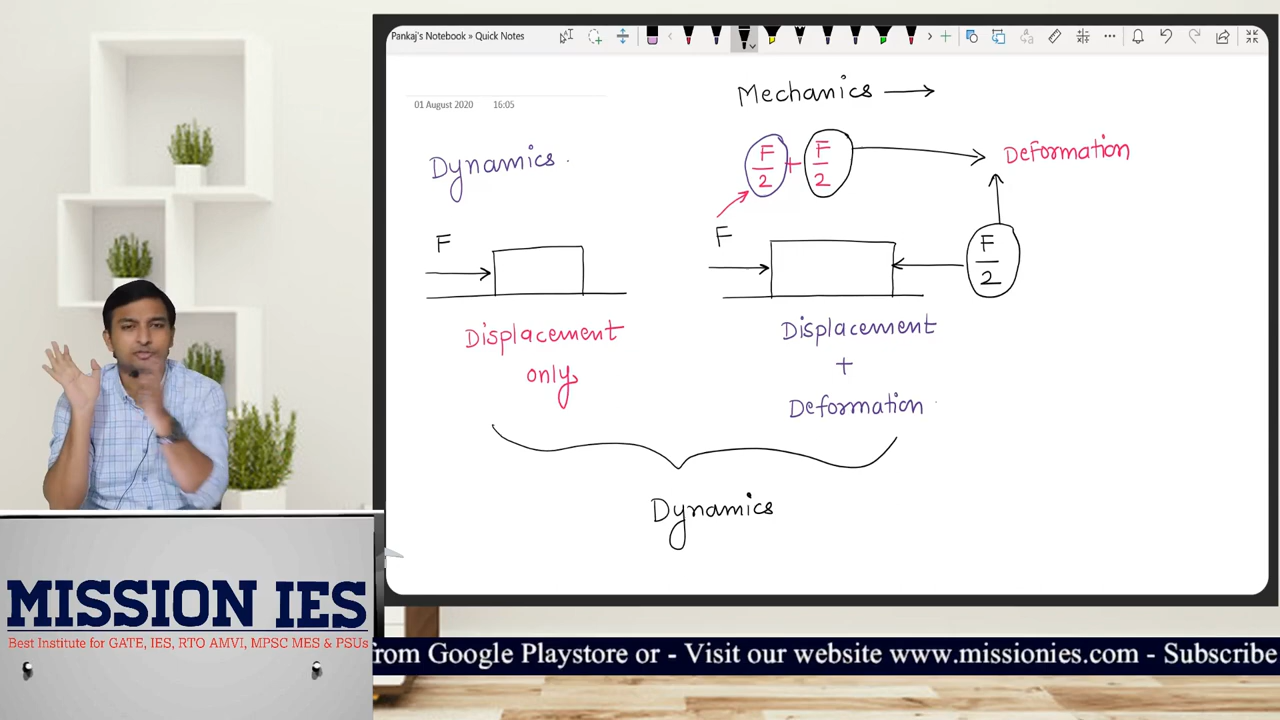 Pankaj's Notebook » Quick Notes
01 August 2020 16:05
Mechanics →
Dynamics.
F/2 + F/2 → Deformation
F
F
F/2
Displacement
only
Displacement
+
Deformation
Dynamics
MISSION IES
Best Institute for GATE, IES, RTO AMVI, MPSC MES & PSUs
from Google Playstore or - Visit our website www.missionies.com - Subscribe